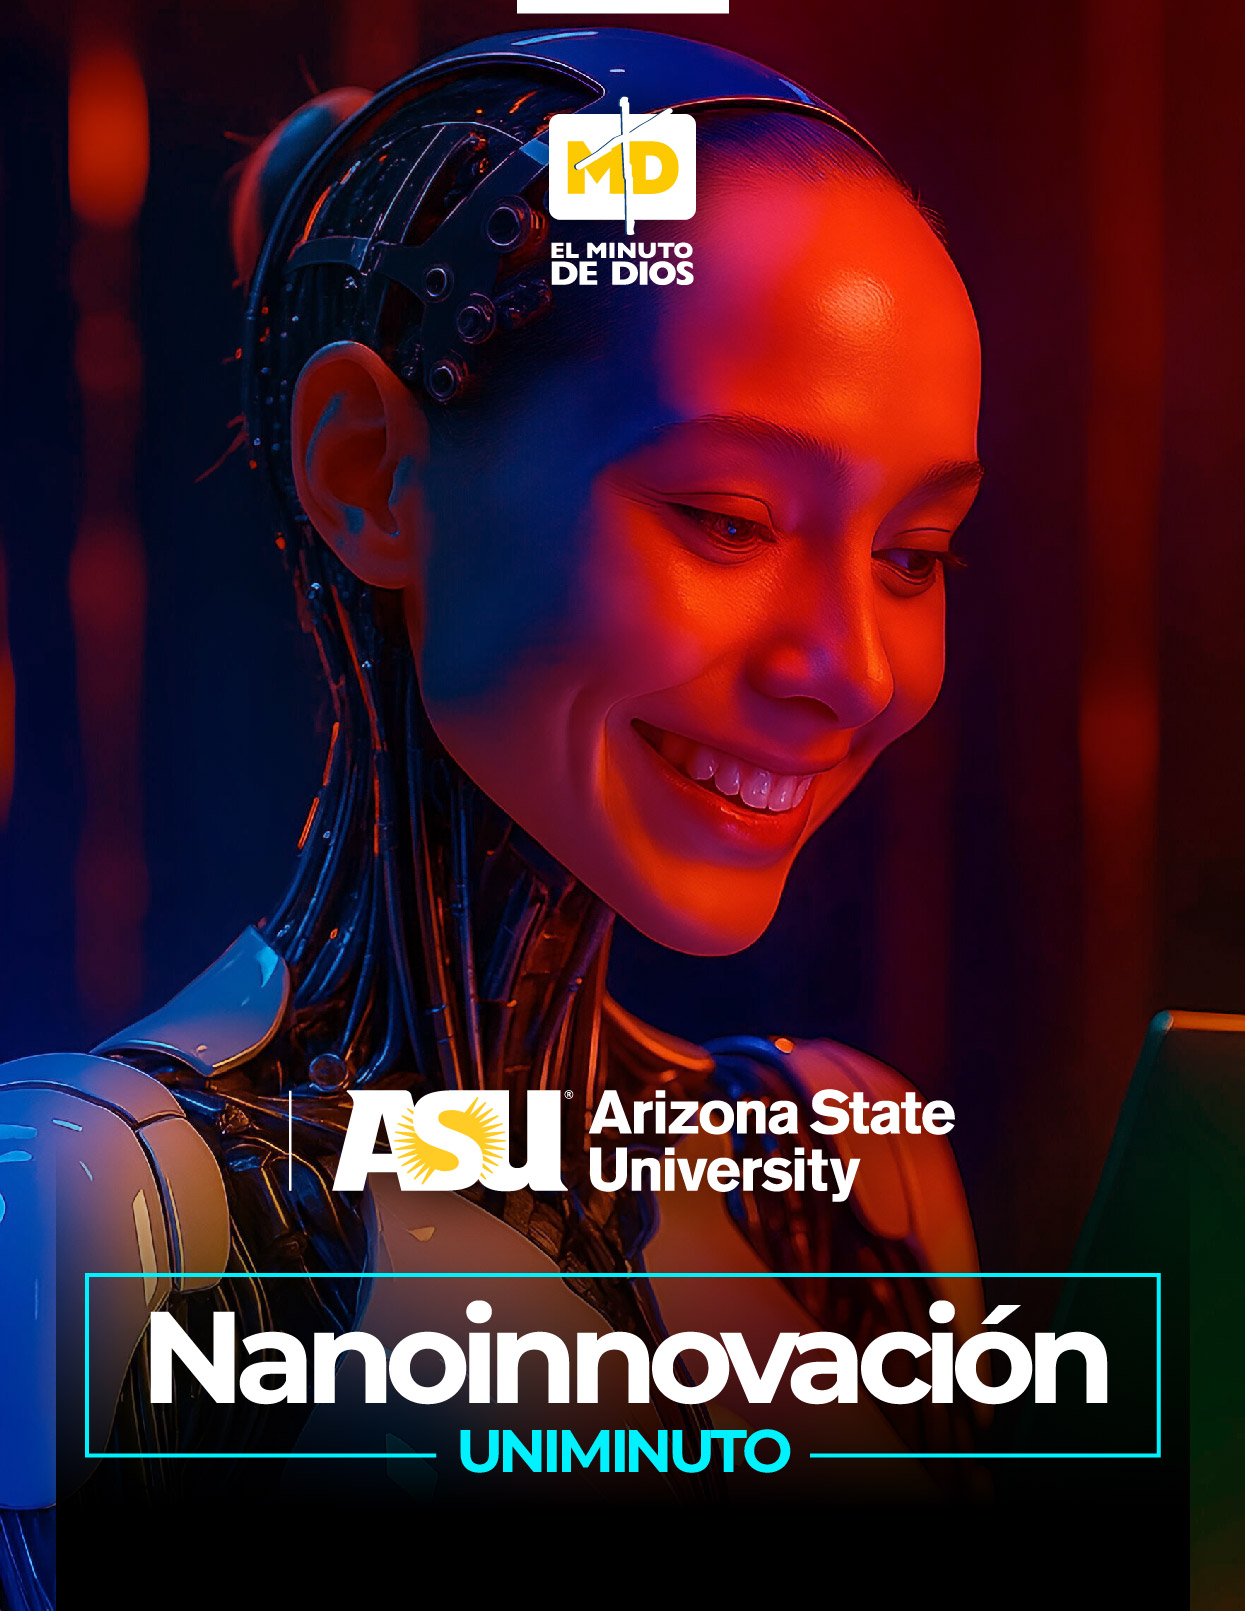 MD
EL MINUTO
DE DIOS
ASU®
Arizona State
University
Nanoinnovación
UNIMINUTO